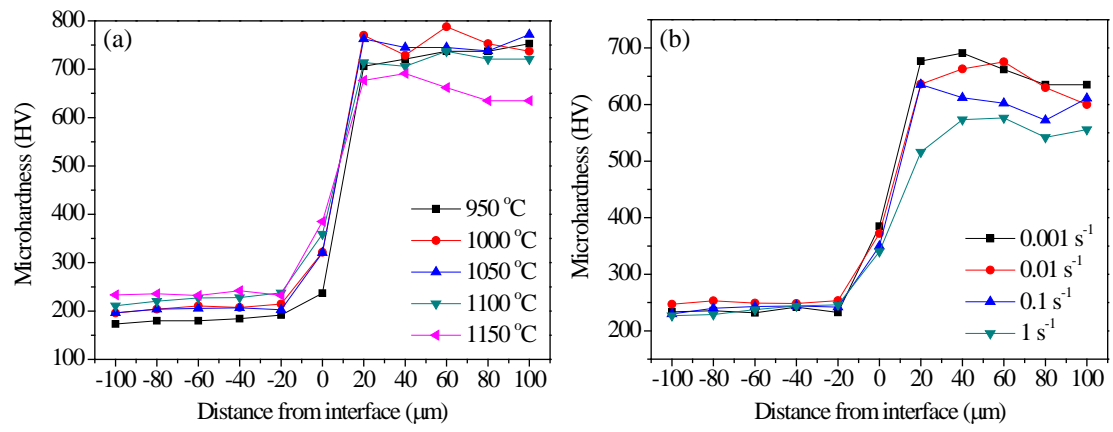 (a)
800
700
600
500
400
300
200
100
Microhardness (HV)
950 °C
1000 °C
1050 °C
1100 °C
1150 °C
-100 -80 -60 -40 -20 0 20 40 60 80 100
Distance from interface (μm)
(b)
700
600
500
400
300
200
Microhardness (HV)
0.001 s⁻¹
0.01 s⁻¹
0.1 s⁻¹
1 s⁻¹
-100 -80 -60 -40 -20 0 20 40 60 80 100
Distance from interface (μm)